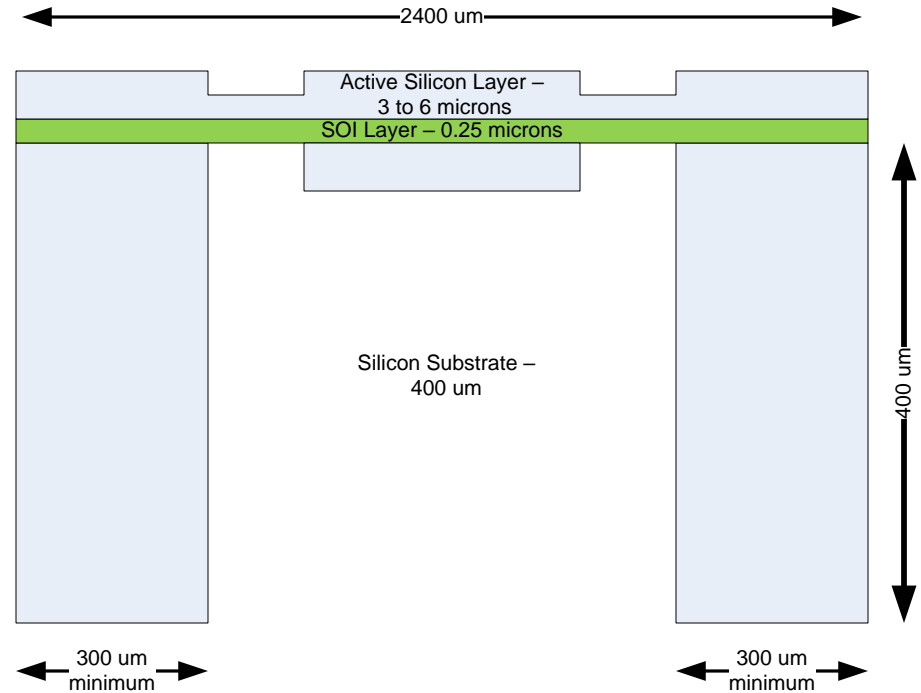 2400 um
Active Silicon Layer –
3 to 6 microns
SOI Layer – 0.25 microns
Silicon Substrate –
400 um
400 um
300 um
minimum
300 um
minimum